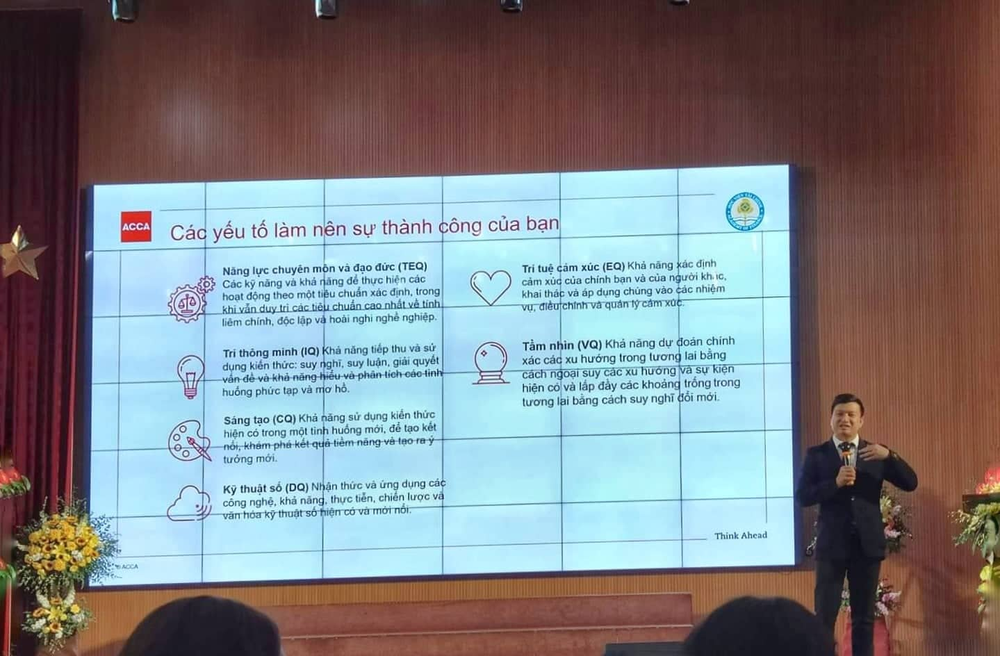 ACCA
Các yếu tố làm nên sự thành công của bạn
HỌC VIỆN TÀI CHÍNH
ACADEMY OF FINANCE
Năng lực chuyên môn và đạo đức (TEQ)
Các kỹ năng và khả năng để thực hiện các
hoạt động theo một tiêu chuẩn xác định, trong
khi vẫn duy trì các tiêu chuẩn cao nhất về tính
liêm chính, độc lập và hoài nghi nghề nghiệp.
Trí thông minh (IQ) Khả năng tiếp thu và sử
dụng kiến thức: suy nghĩ, suy luận, giải quyết
vấn đề và khả năng hiểu và phân tích các tình
huống phức tạp và mơ hồ.
Sáng tạo (CQ) Khả năng sử dụng kiến thức
hiện có trong một tình huống mới, để tạo kết
nối, khám phá kết quả tiềm năng và tạo ra ý
tưởng mới.
Kỹ thuật số (DQ) Nhận thức và ứng dụng các
công nghệ, khả năng, thực tiễn, chiến lược và
văn hóa kỹ thuật số hiện có và mới nổi.
Trí tuệ cảm xúc (EQ) Khả năng xác định
cảm xúc của chính bạn và của người khác,
khai thác và áp dụng chúng vào các nhiệm
vụ, điều chỉnh và quản lý cảm xúc.
Tầm nhìn (VQ) Khả năng dự đoán chính
xác các xu hướng trong tương lai bằng
cách ngoại suy các xu hướng và sự kiện
hiện có và lấp đầy các khoảng trống trong
tương lai bằng cách suy nghĩ đổi mới.
Think Ahead
© ACCA